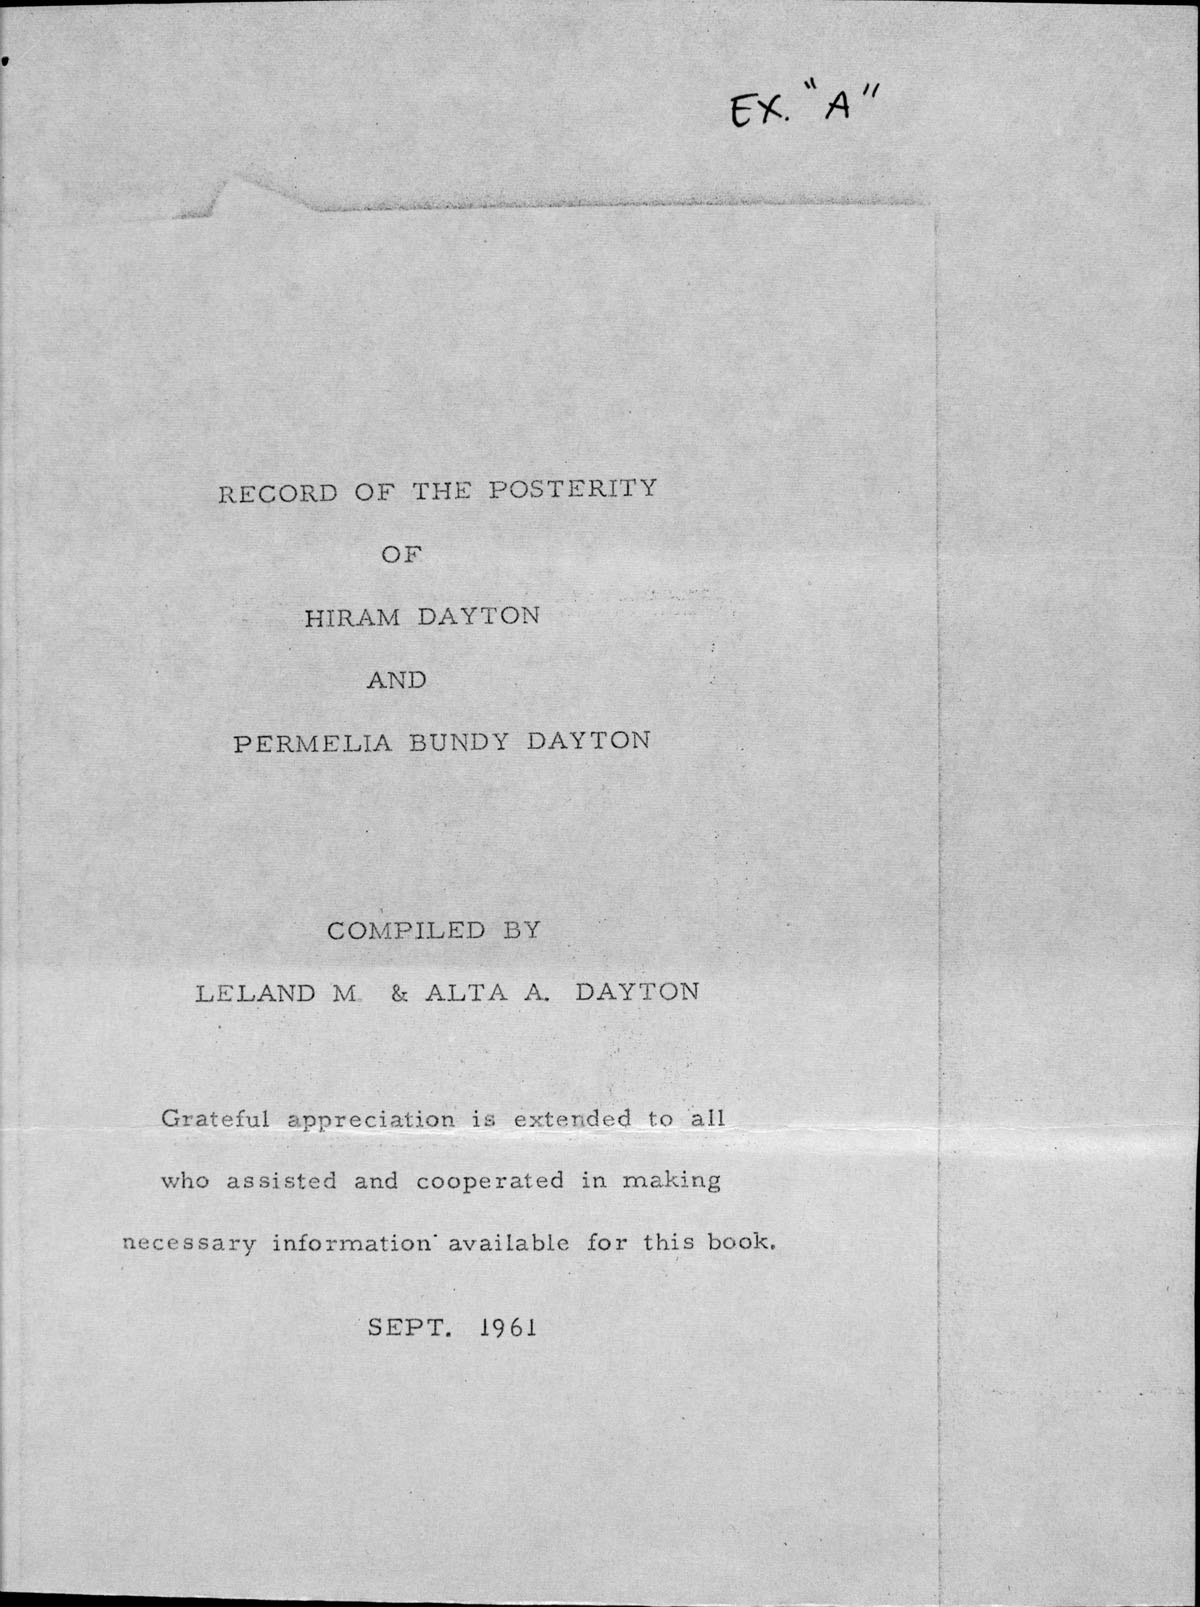 EX. "A"
RECORD OF THE POSTERITY
OF
HIRAM DAYTON
AND
PERMELIA BUNDY DAYTON
COMPILED BY
LELAND M. & ALTA A. DAYTON
Grateful appreciation is extended to all
who assisted and cooperated in making
necessary information available for this book.
SEPT. 1961